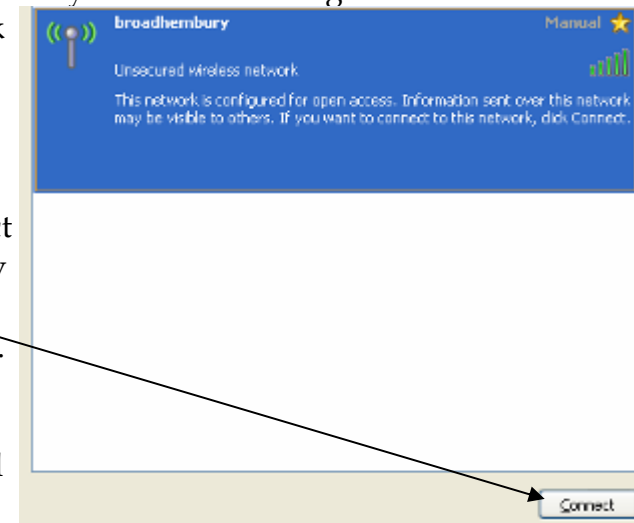 broadhembury Manual
Unsecured wireless network
This network is configured for open access. Information sent over this network
may be visible to others. If you want to connect to this network, click Connect.
Connect